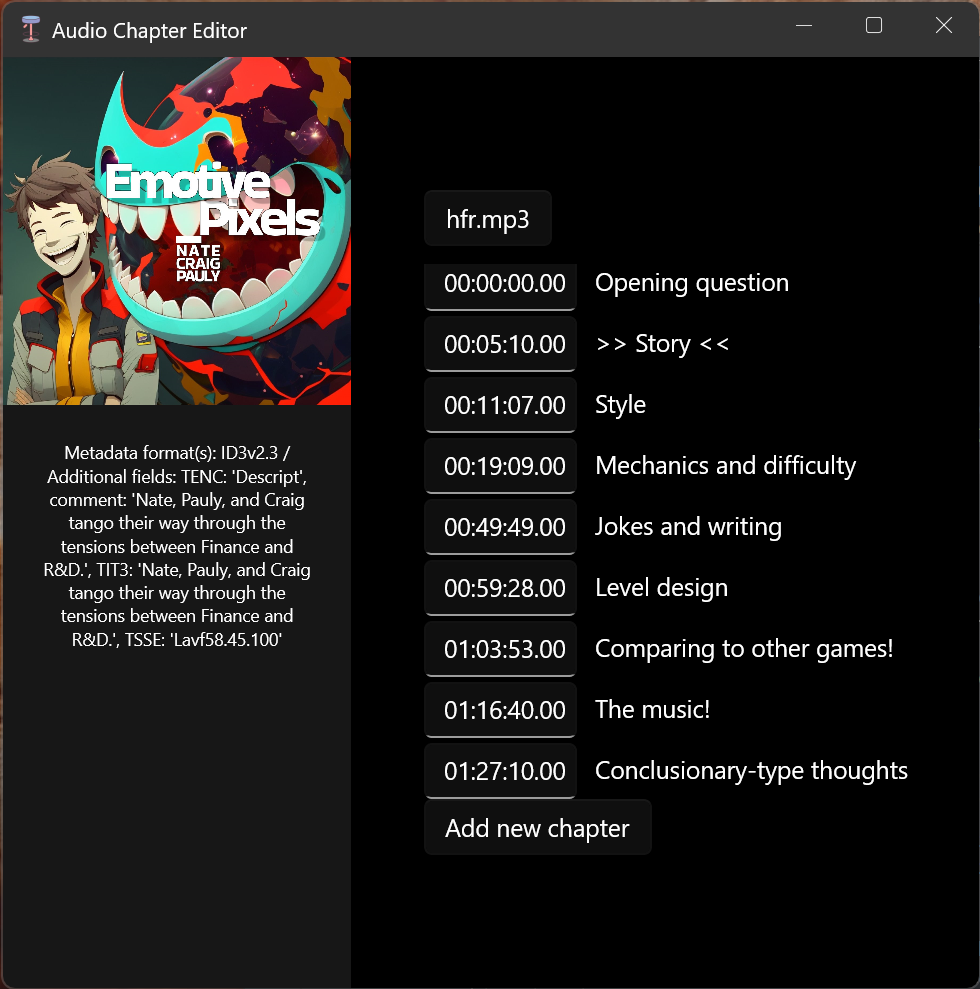 Audio Chapter Editor
Emotive
Pixels
NATE
CRAIG
PAULY
Metadata format(s): ID3v2.3 /
Additional fields: TENC: 'Descript',
comment: 'Nate, Pauly, and Craig
tango their way through the
tensions between Finance and
R&D.', TIT3: 'Nate, Pauly, and Craig
tango their way through the
tensions between Finance and
R&D.', TSSE: 'Lavf58.45.100'
hfr.mp3
00:00:00.00 Opening question
00:05:10.00 >> Story <<
00:11:07.00 Style
00:19:09.00 Mechanics and difficulty
00:49:49.00 Jokes and writing
00:59:28.00 Level design
01:03:53.00 Comparing to other games!
01:16:40.00 The music!
01:27:10.00 Conclusionary-type thoughts
Add new chapter